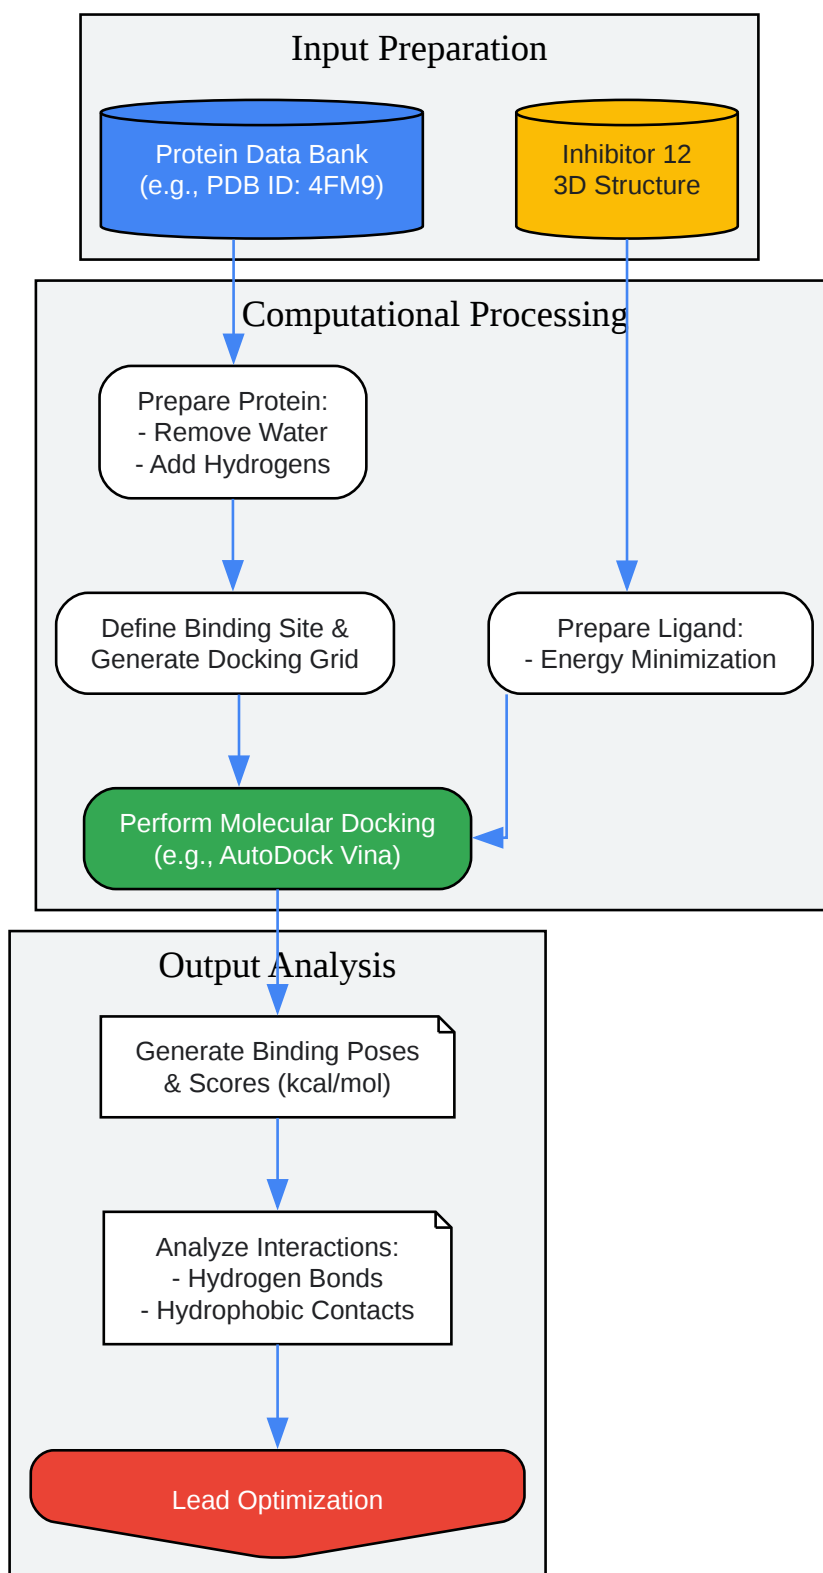 Input Preparation
Protein Data Bank
(e.g., PDB ID: 4FM9)
Inhibitor 12
3D Structure
Computational Processing
Prepare Protein:
- Remove Water
- Add Hydrogens
Define Binding Site &
Generate Docking Grid
Prepare Ligand:
- Energy Minimization
Perform Molecular Docking
(e.g., AutoDock Vina)
Output Analysis
Generate Binding Poses
& Scores (kcal/mol)
Analyze Interactions:
- Hydrogen Bonds
- Hydrophobic Contacts
Lead Optimization